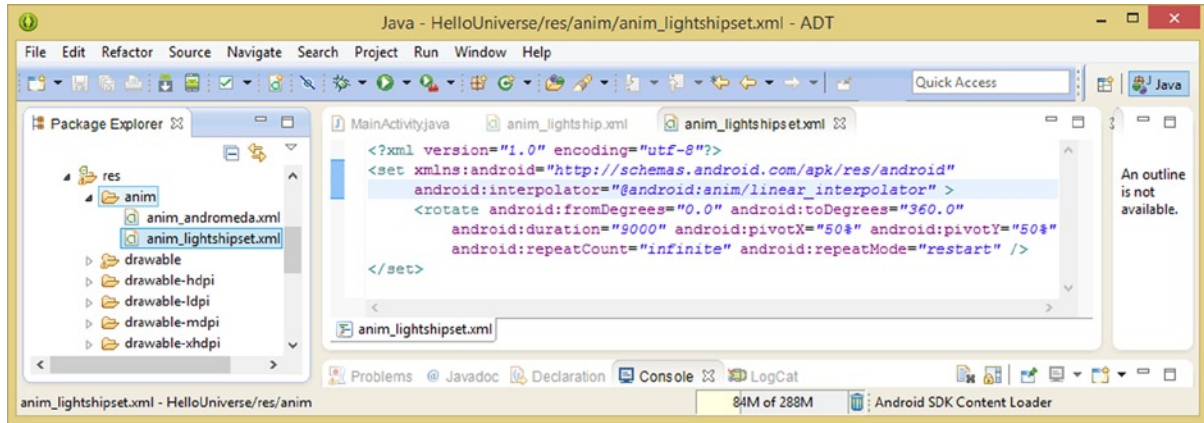 Java - HelloUniverse/res/anim/anim_lightshipset.xml - ADT
File Edit Refactor Source Navigate Search Project Run Window Help
Quick Access
Java
Package Explorer
res
anim
anim_andromeda.xml
anim_lightshipset.xml
drawable
drawable-hdpi
drawable-ldpi
drawable-mdpi
drawable-xhdpi
MainActivity.java anim_lightship.xml anim_lightshipset.xml
<?xml version="1.0" encoding="utf-8"?>
<set xmlns:android="http://schemas.android.com/apk/res/android"
android:interpolator="@android:anim/linear_interpolator" >
<rotate android:fromDegrees="0.0" android:toDegrees="360.0"
android:duration="9000" android:pivotX="50%" android:pivotY="50%"
android:repeatCount="infinite" android:repeatMode="restart" />
</set>
anim_lightshipset.xml
An outline
is not
available.
Problems @ Javadoc Declaration Console LogCat
anim_lightshipset.xml - HelloUniverse/res/anim
84M of 288M
Android SDK Content Loader